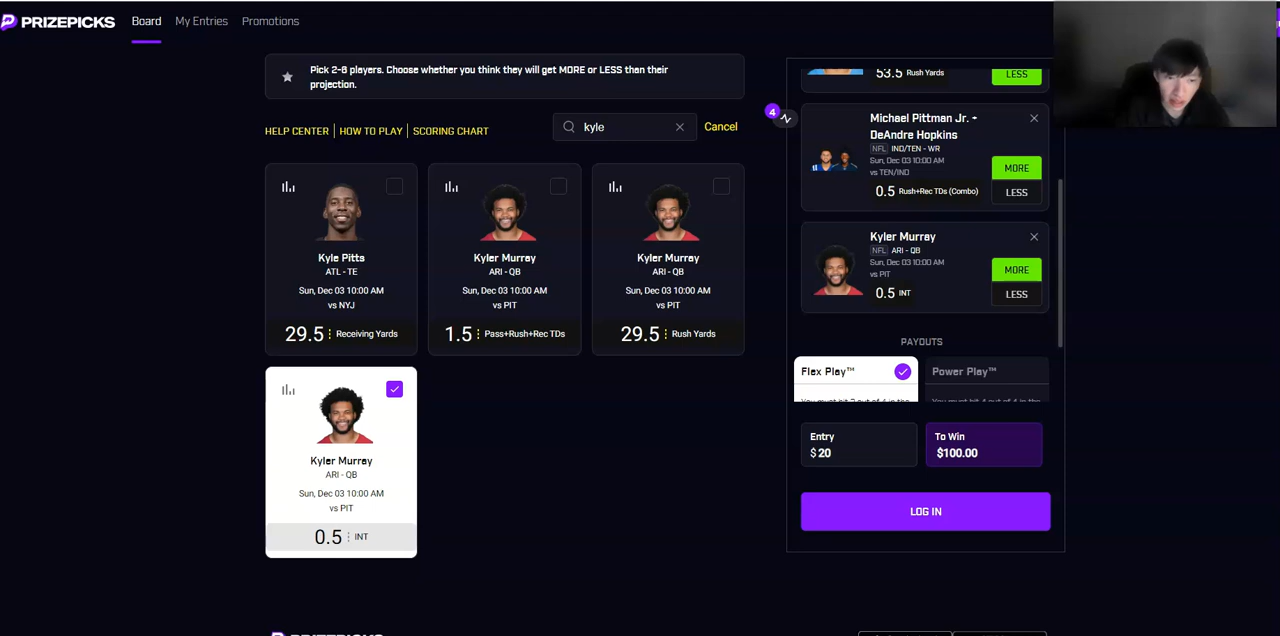 PRIZEPICKS
Board
My Entries
Promotions
Pick 2-6 players. Choose whether you think they will get MORE or LESS than their
projection.
HELP CENTER
HOW TO PLAY
SCORING CHART
kyle
Cancel
Kyle Pitts
ATL - TE
Sun, Dec 03 10:00 AM
vs NYJ
29.5 Receiving Yards
Kyler Murray
ARI - QB
Sun, Dec 03 10:00 AM
vs PIT
1.5 Pass+Rush+Rec TDs
Kyler Murray
ARI - QB
Sun, Dec 03 10:00 AM
vs PIT
29.5 Rush Yards
Kyler Murray
ARI - QB
Sun, Dec 03 10:00 AM
vs PIT
0.5 INT
4
53.5 Rush Yards
LESS
Michael Pittman Jr. +
DeAndre Hopkins
NFL IND/TEN - WR
Sun, Dec 03 10:00 AM
vs TEN/IND
0.5 Rush+Rec TDs (Combo)
MORE
LESS
Kyler Murray
NFL ARI - QB
Sun, Dec 03 10:00 AM
vs PIT
0.5 INT
MORE
LESS
PAYOUTS
Flex Play™
Power Play™
Entry
$ 20
To Win
$100.00
LOG IN
PRIZEPICKS